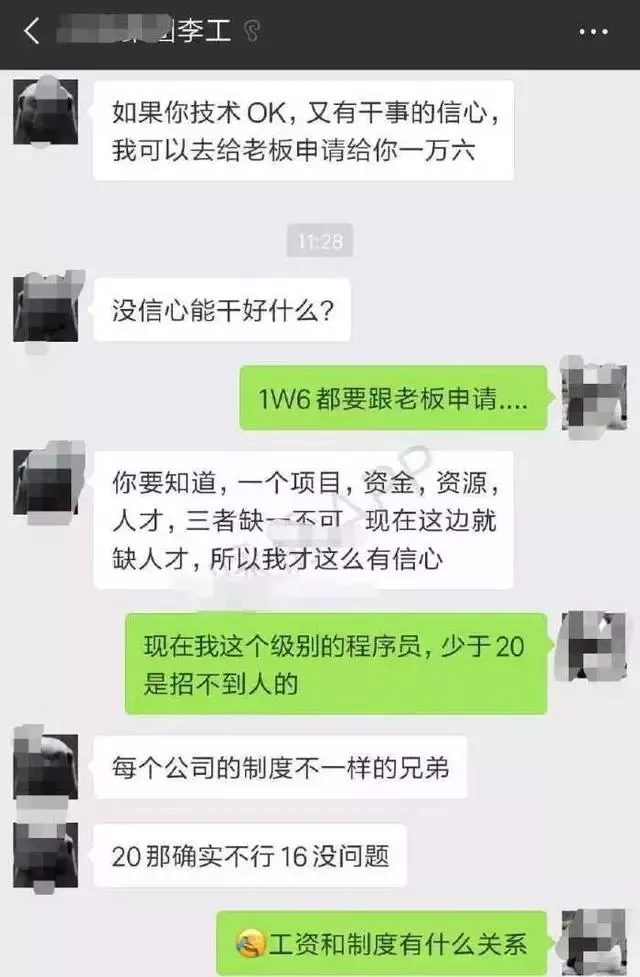 李工
如果你技术OK，又有干事的信心，
我可以去给老板申请给你一万六
11:28
没信心能干好什么？
1W6都要跟老板申请....
你要知道，一个项目，资金，资源，
人才，三者缺一不可 现在这边就
缺人才，所以我才这么有信心
现在我这个级别的程序员，少于20
是招不到人的
每个公司的制度不一样的兄弟
20那确实不行16没问题
工资和制度有什么关系